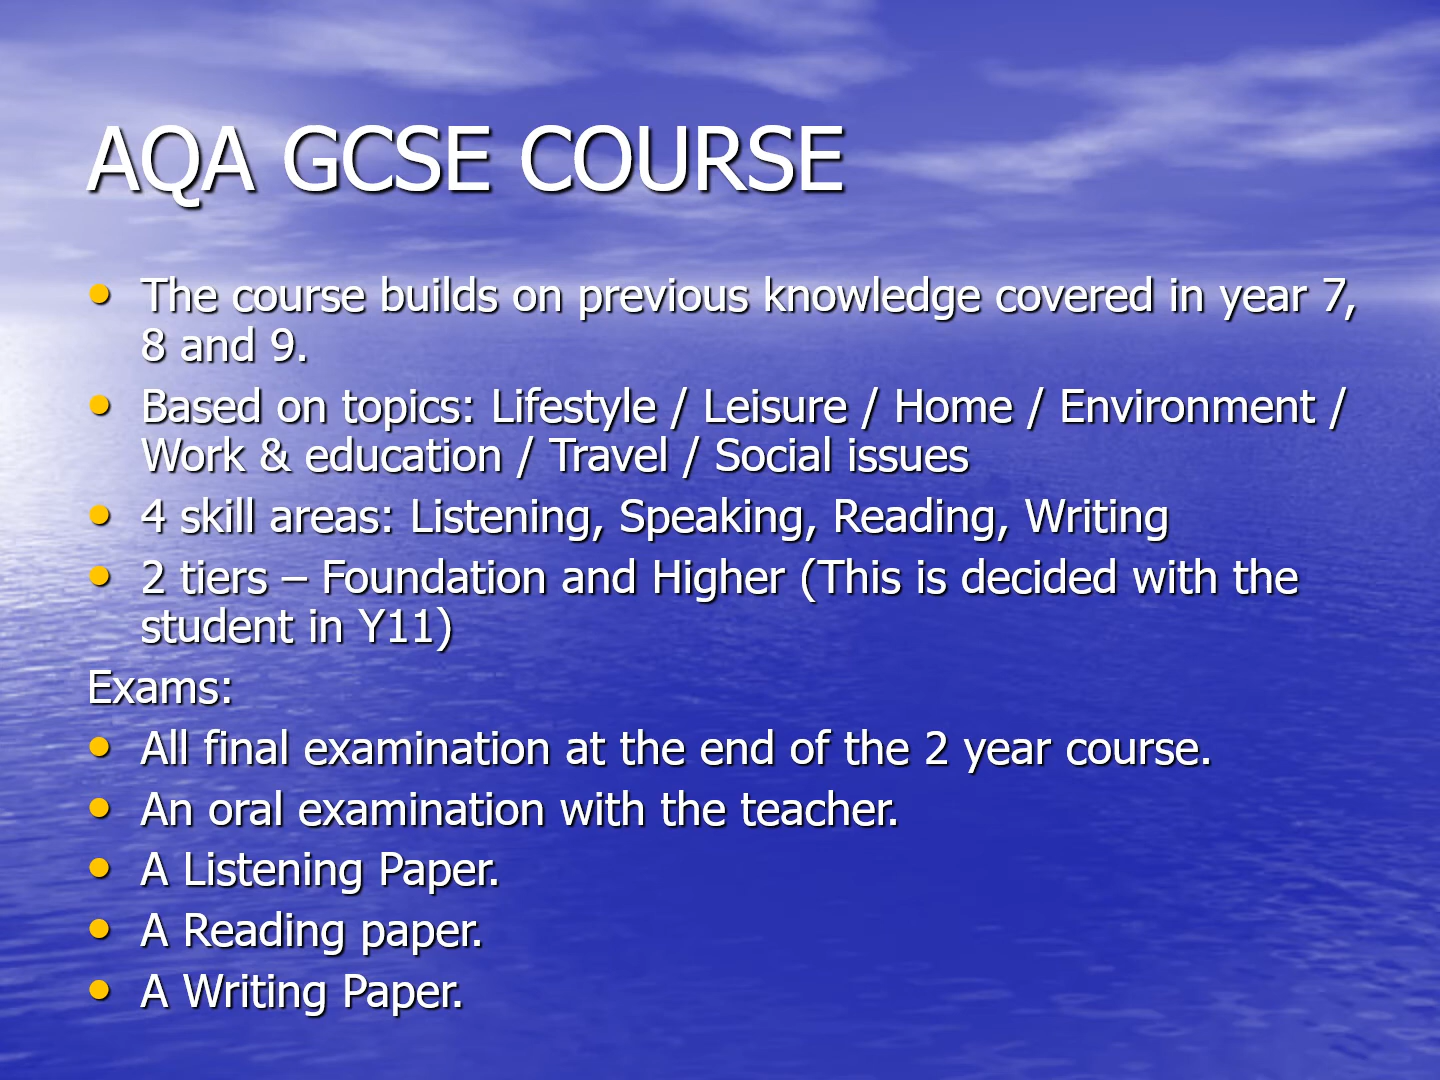 AQA GCSE COURSE
• The course builds on previous knowledge covered in year 7,
8 and 9.
• Based on topics: Lifestyle / Leisure / Home / Environment /
Work & education / Travel / Social issues
• 4 skill areas: Listening, Speaking, Reading, Writing
• 2 tiers – Foundation and Higher (This is decided with the
student in Y11)
Exams:
• All final examination at the end of the 2 year course.
• An oral examination with the teacher.
• A Listening Paper.
• A Reading paper.
• A Writing Paper.